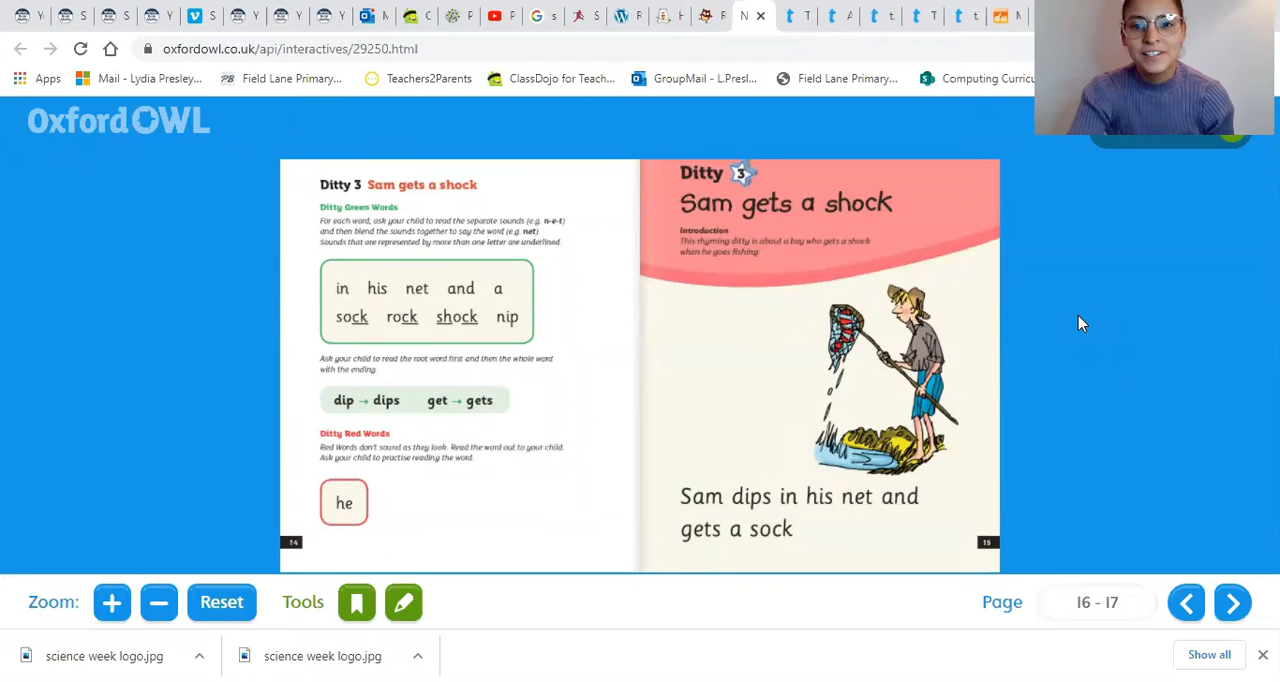 Y
S
S
Y
V
S
Y
Y
Y
M
C
P
P
G
s
S
R
H
R
N
T
A
t
T
t
M
oxfordowl.co.uk/api/interactives/29250.html
Apps
Mail - Lydia Presley...
PB
Field Lane Primary...
Teachers2Parents
ClassDojo for Teach...
GroupMail - L.Presl...
Field Lane Primary...
Computing Curricu
Oxford OWL
Ditty 3 Sam gets a shock
Ditty Green Words
For each word, ask your child to read the separate sounds (e.g. n-e-t)
and then blend the sounds together to say the word (e.g. net).
Sounds that are represented by more than one letter are underlined.
in his net and a
sock rock shock nip
Ask your child to read the root word first and then the whole word
with the ending.
dip → dips get → gets
Ditty Red Words
Red Words don't sound as they look. Read the word out to your child.
Ask your child to practise reading the word.
he
14
Ditty 3
Sam gets a shock
Introduction
This rhyming ditty is about a boy who gets a shock
when he goes fishing.
Sam dips in his net and
gets a sock
15
Zoom:
Reset
Tools
Page
16 - 17
science week logo.jpg
science week logo.jpg
Show all